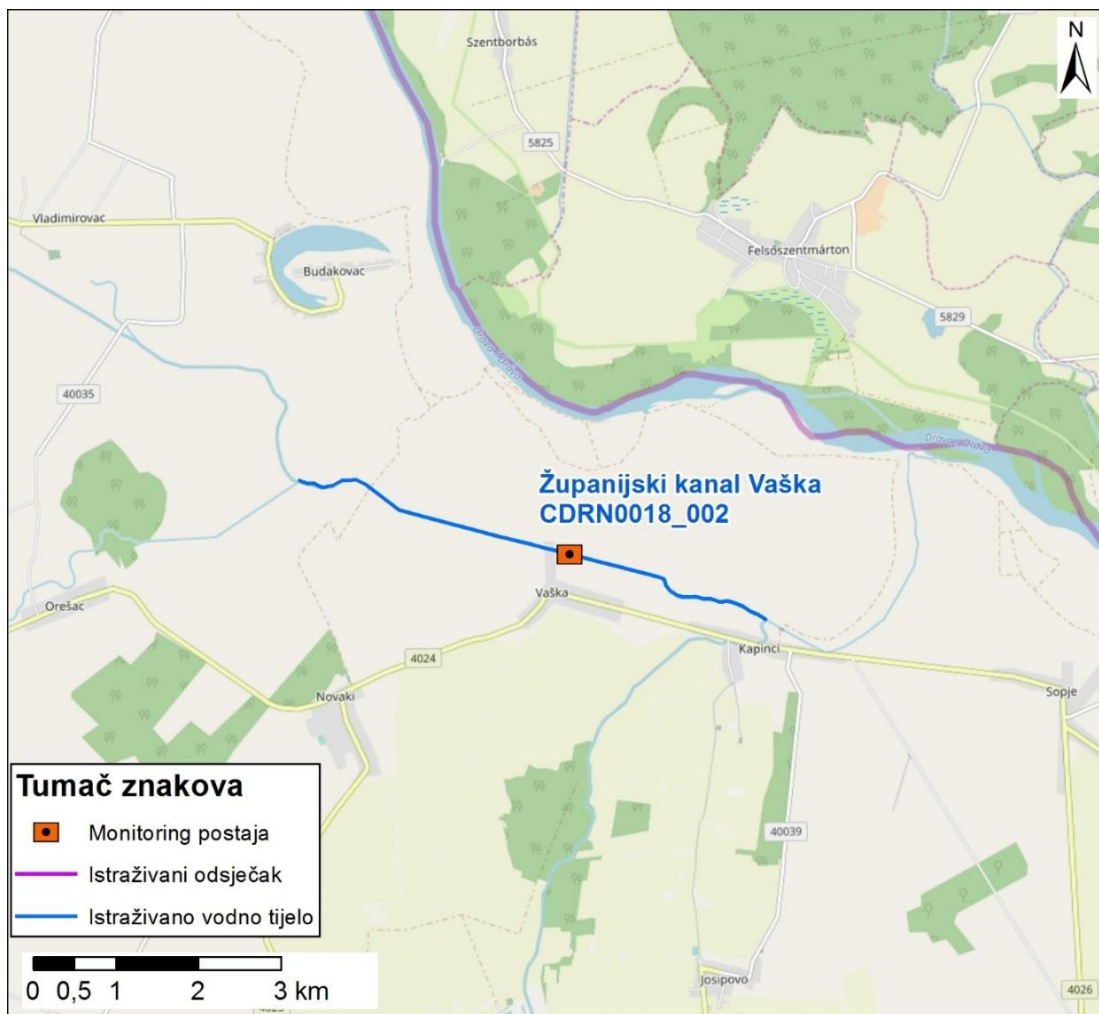 Szentborbás
N
5825
Vladimirovac
Felsőszentmárton
Budakovac
5829
Drava / Dráva
Drava / Dráva
40035
Županijski kanal Vaška
CDRN0018_002
Vaška
Orešac
Kapinci
4024
Novaki
Sopje
Tumač znakova
Monitoring postaja
40039
Istraživani odsječak
Istraživano vodno tijelo
Josipovo
0 0,5 1 2 3 km
4026